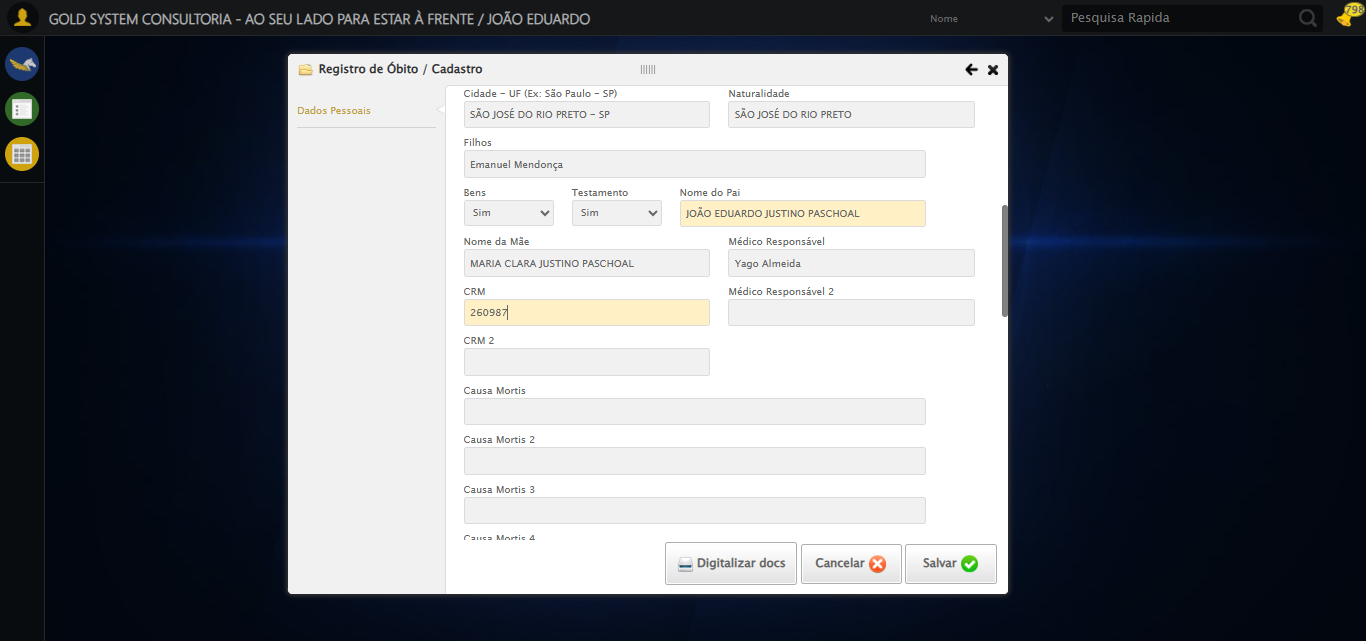 GOLD SYSTEM CONSULTORIA - AO SEU LADO PARA ESTAR À FRENTE / JOÃO EDUARDO
Nome
Pesquisa Rapida
798
Registro de Óbito / Cadastro
Dados Pessoais
Cidade - UF (Ex: São Paulo - SP)
Naturalidade
SÃO JOSÉ DO RIO PRETO - SP
SÃO JOSÉ DO RIO PRETO
Filhos
Emanuel Mendonça
Bens
Testamento
Nome do Pai
Sim
Sim
JOÃO EDUARDO JUSTINO PASCHOAL
Nome da Mãe
Médico Responsável
MARIA CLARA JUSTINO PASCHOAL
Yago Almeida
CRM
Médico Responsável 2
260987
CRM 2
Causa Mortis
Causa Mortis 2
Causa Mortis 3
Causa Mortis 4
Digitalizar docs
Cancelar
Salvar